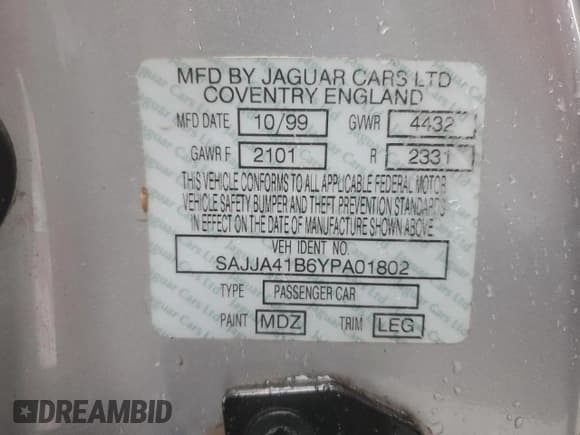 MFD BY JAGUAR CARS LTD
COVENTRY ENGLAND
MFD DATE 10/99 GVWR 4432
GAWR F 2101 R 2331
THIS VEHICLE CONFORMS TO ALL APPLICABLE FEDERAL MOTOR
VEHICLE SAFETY BUMPER AND THEFT PREVENTION STANDARDS
IN EFFECT ON THE DATE OF MANUFACTURE SHOWN ABOVE.
VEH IDENT NO.
SAJJA41B6YPA01802
TYPE PASSENGER CAR
PAINT MDZ TRIM LEG
DREAMBID